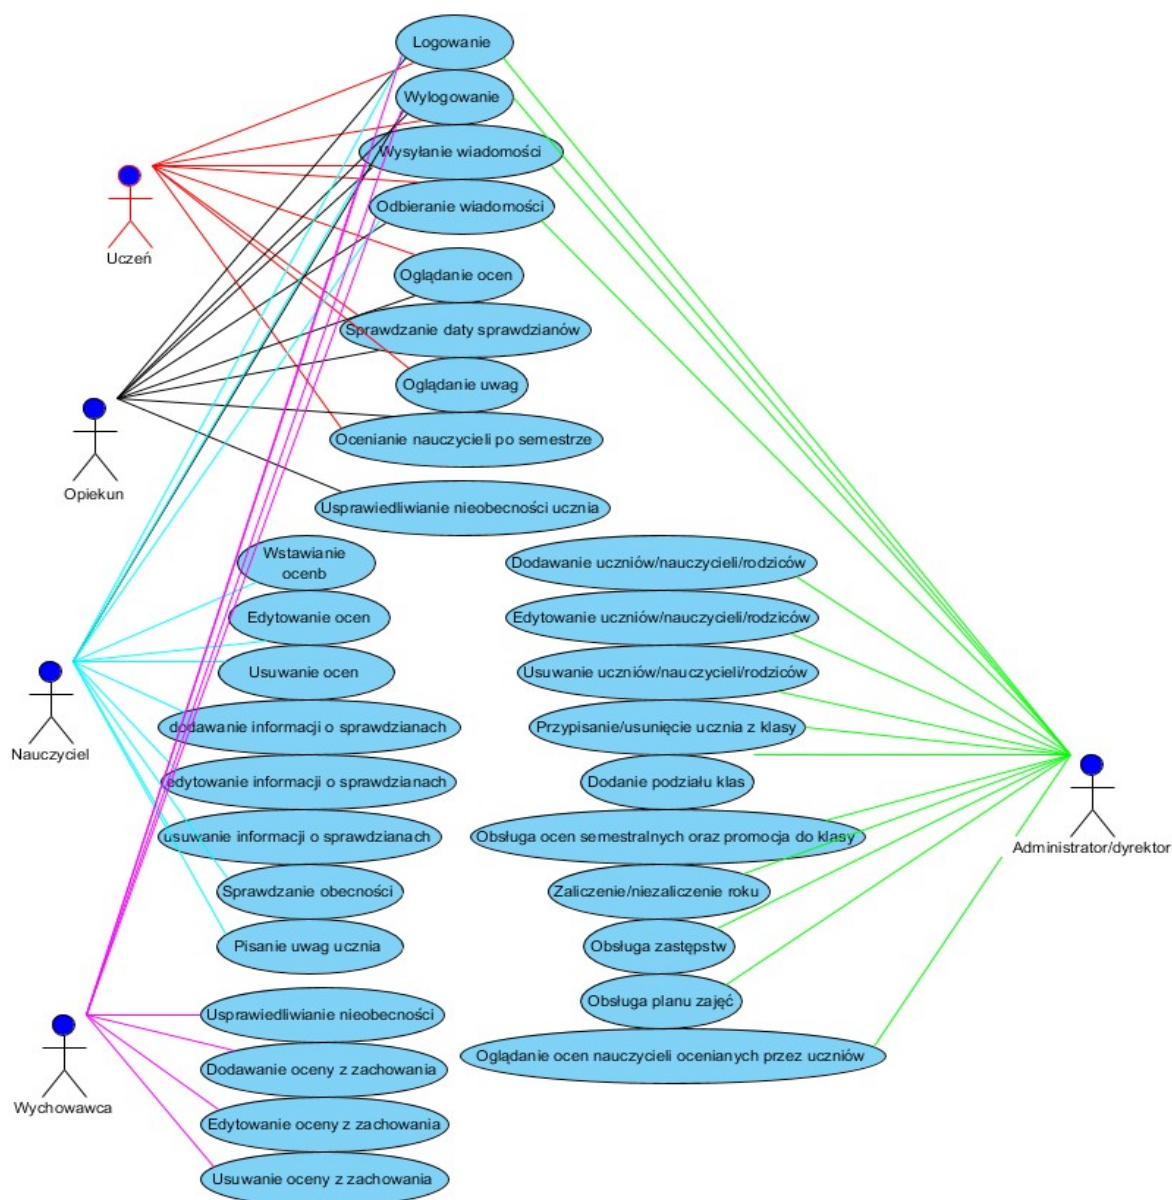 Logowanie
Wylogowanie
Wysyłanie wiadomości
Odbieranie wiadomości
Uczeń
Oglądanie ocen
Sprawdzanie daty sprawdzianów
Oglądanie uwag
Ocenianie nauczycieli po semestrze
Opiekun
Usprawiedliwianie nieobecności ucznia
Wstawianie
ocenb
Edytowanie ocen
Usuwanie ocen
dodawanie informacji o sprawdzianach
edytowanie informacji o sprawdzianach
usuwanie informacji o sprawdzianach
Sprawdzanie obecności
Pisanie uwag ucznia
Nauczyciel
Dodawanie uczniów/nauczycieli/rodziców
Edytowanie uczniów/nauczycieli/rodziców
Usuwanie uczniów/nauczycieli/rodziców
Przypisanie/usunięcie ucznia z klasy
Dodanie podziału klas
Obsługa ocen semestralnych oraz promocja do klasy
Zaliczenie/niezaliczenie roku
Obsługa zastępstw
Obsługa planu zajęć
Oglądanie ocen nauczycieli ocenianych przez uczniów
Administrator/dyrektor
Usprawiedliwianie nieobecności
Dodawanie oceny z zachowania
Edytowanie oceny z zachowania
Usuwanie oceny z zachowania
Wychowawca